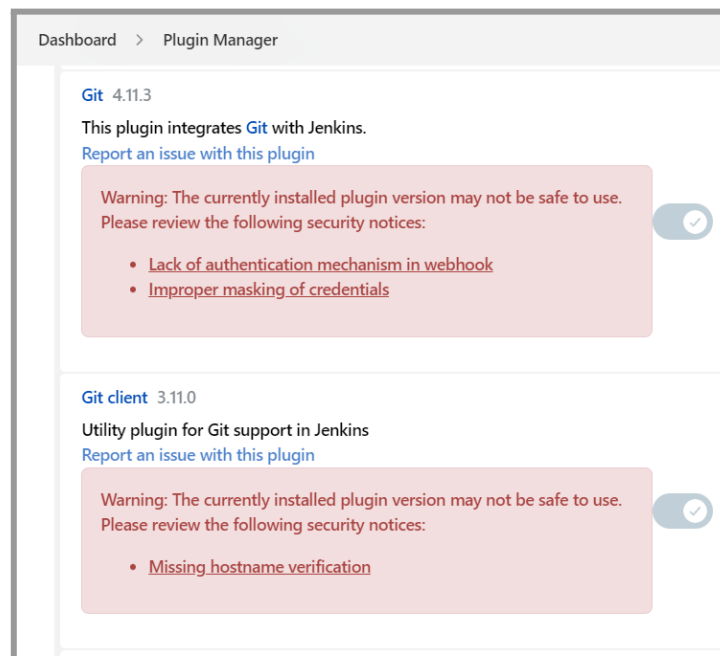 Dashboard > Plugin Manager
Git 4.11.3
This plugin integrates Git with Jenkins.
Report an issue with this plugin
Warning: The currently installed plugin version may not be safe to use.
Please review the following security notices:
• Lack of authentication mechanism in webhook
• Improper masking of credentials
Git client 3.11.0
Utility plugin for Git support in Jenkins
Report an issue with this plugin
Warning: The currently installed plugin version may not be safe to use.
Please review the following security notices:
• Missing hostname verification